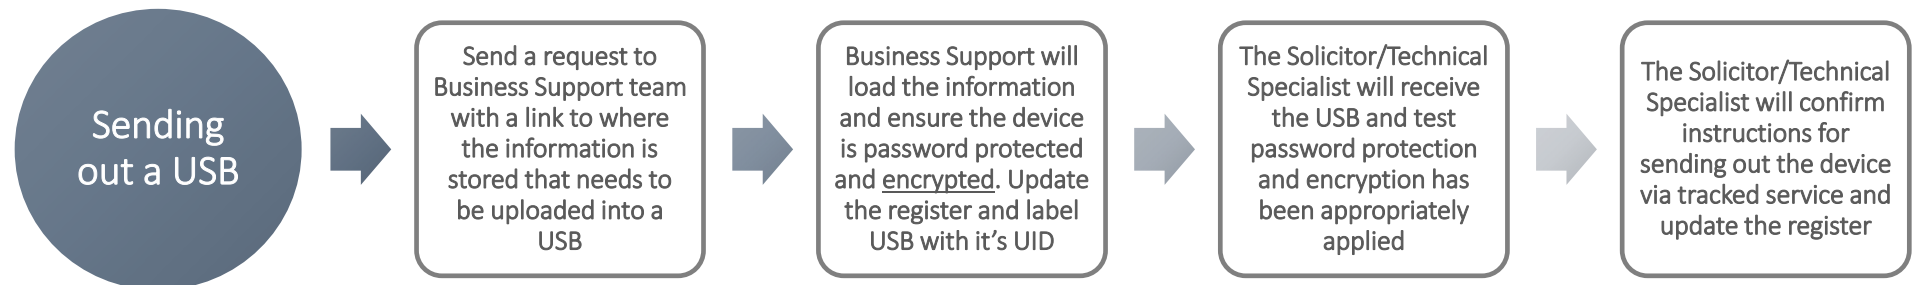 Sending
out a USB
Send a request to
Business Support team
with a link to where
the information is
stored that needs to
be uploaded into a
USB
Business Support will
load the information
and ensure the device
is password protected
and encrypted. Update
the register and label
USB with it’s UID
The Solicitor/Technical
Specialist will receive
the USB and test
password protection
and encryption has
been appropriately
applied
The Solicitor/Technical
Specialist will confirm
instructions for
sending out the device
via tracked service and
update the register